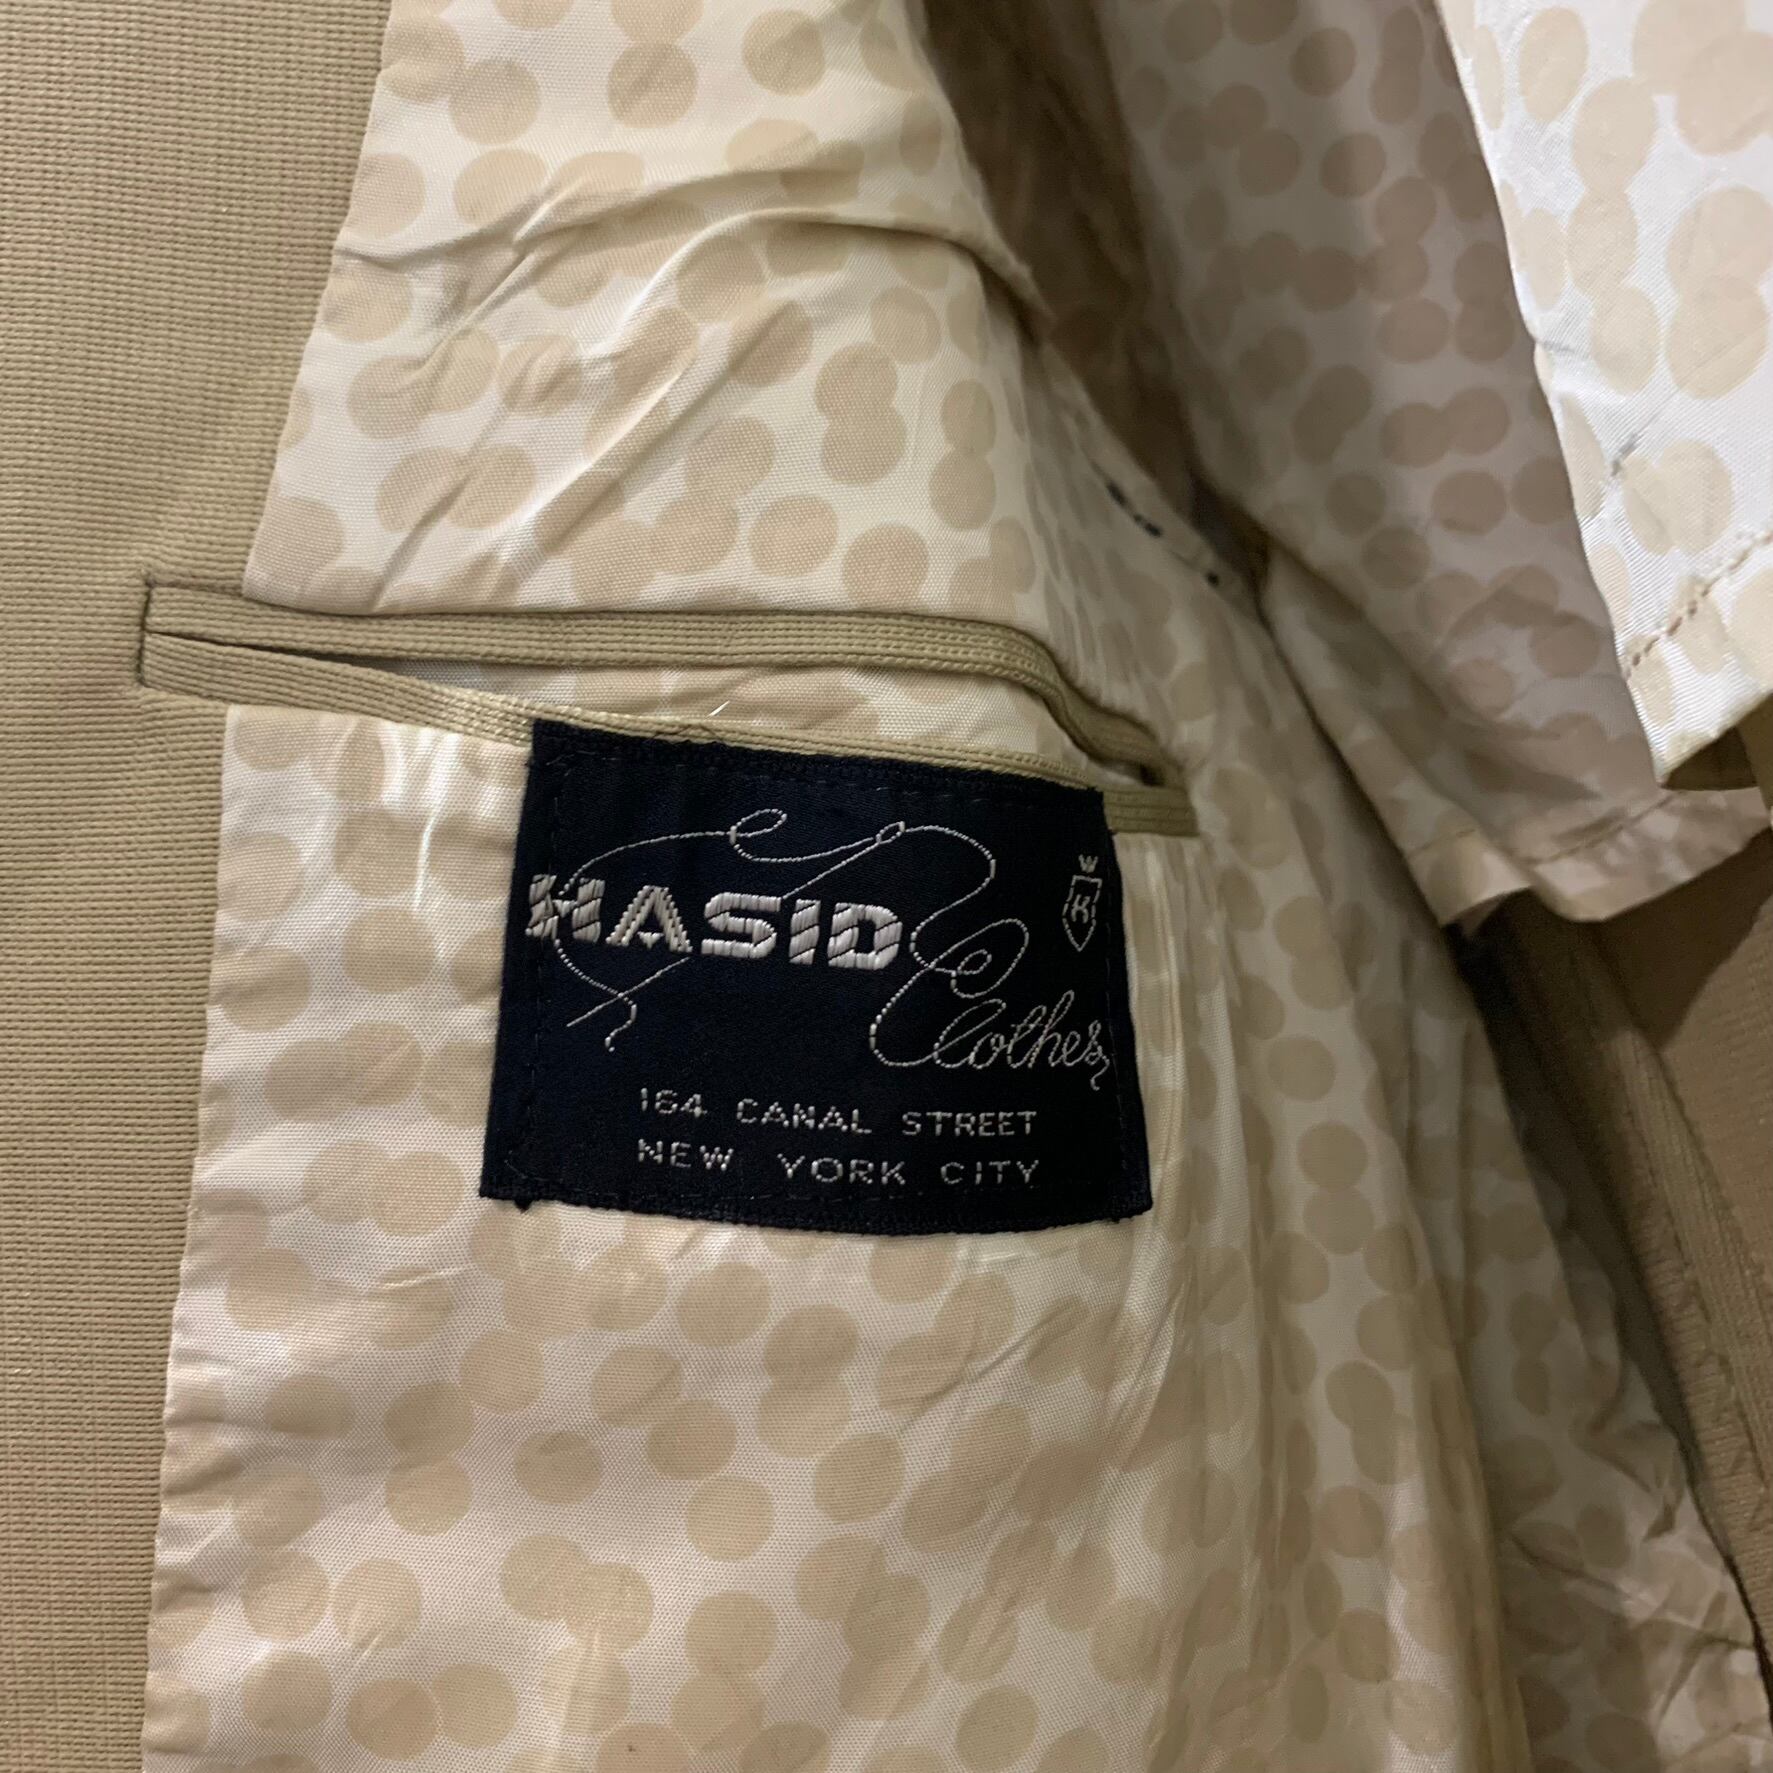 HASID
Clothes
K
164 CANAL STREET
NEW YORK CITY